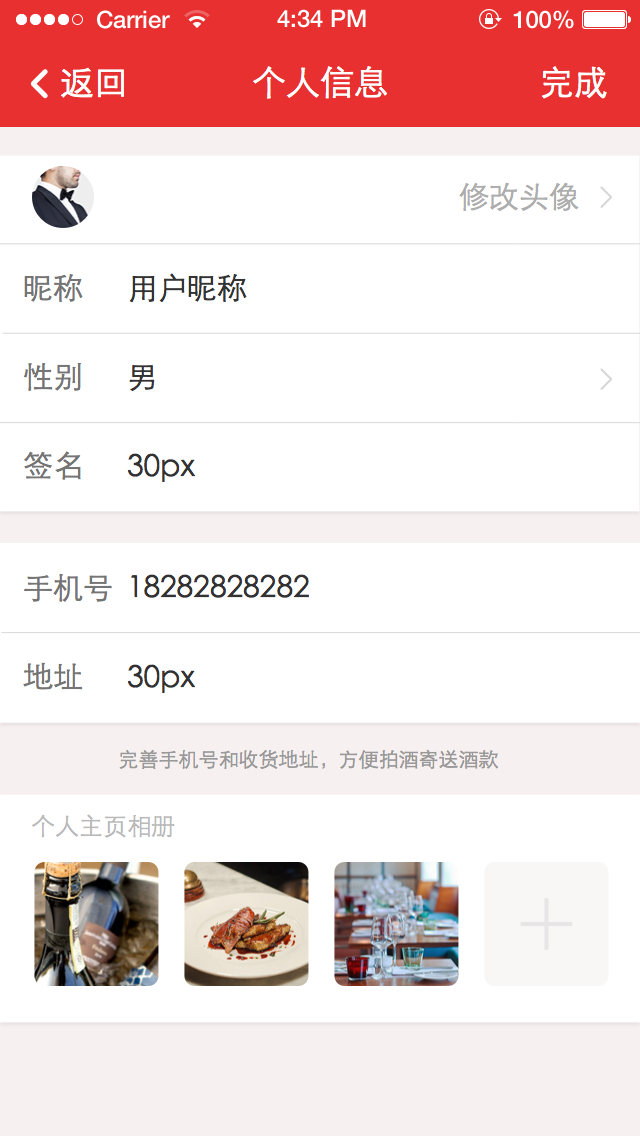 Carrier 4:34 PM 100%
返回 个人信息 完成
修改头像
昵称 用户昵称
性别 男
签名 30px
手机号 18282828282
地址 30px
完善手机号和收货地址，方便拍酒寄送酒款
个人主页相册